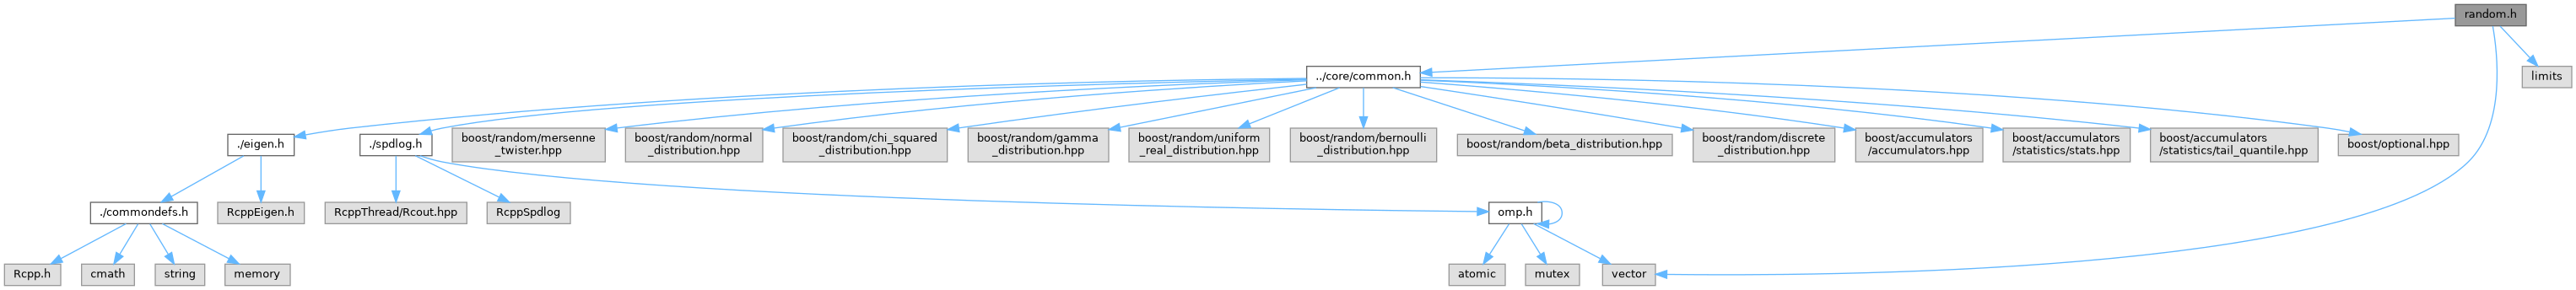 random.h
../core/common.h
limits
./eigen.h
./spdlog.h
boost/random/mersenne
_twister.hpp
boost/random/normal
_distribution.hpp
boost/random/chi_squared
_distribution.hpp
boost/random/gamma
_distribution.hpp
boost/random/uniform
_real_distribution.hpp
boost/random/bernoulli
_distribution.hpp
boost/random/beta_distribution.hpp
boost/random/discrete
_distribution.hpp
boost/accumulators
/accumulators.hpp
boost/accumulators
/statistics/stats.hpp
boost/accumulators
/statistics/tail_quantile.hpp
boost/optional.hpp
./commondefs.h
RcppEigen.h
RcppThread/Rcout.hpp
RcppSpdlog
omp.h
Rcpp.h
cmath
string
memory
atomic
mutex
vector